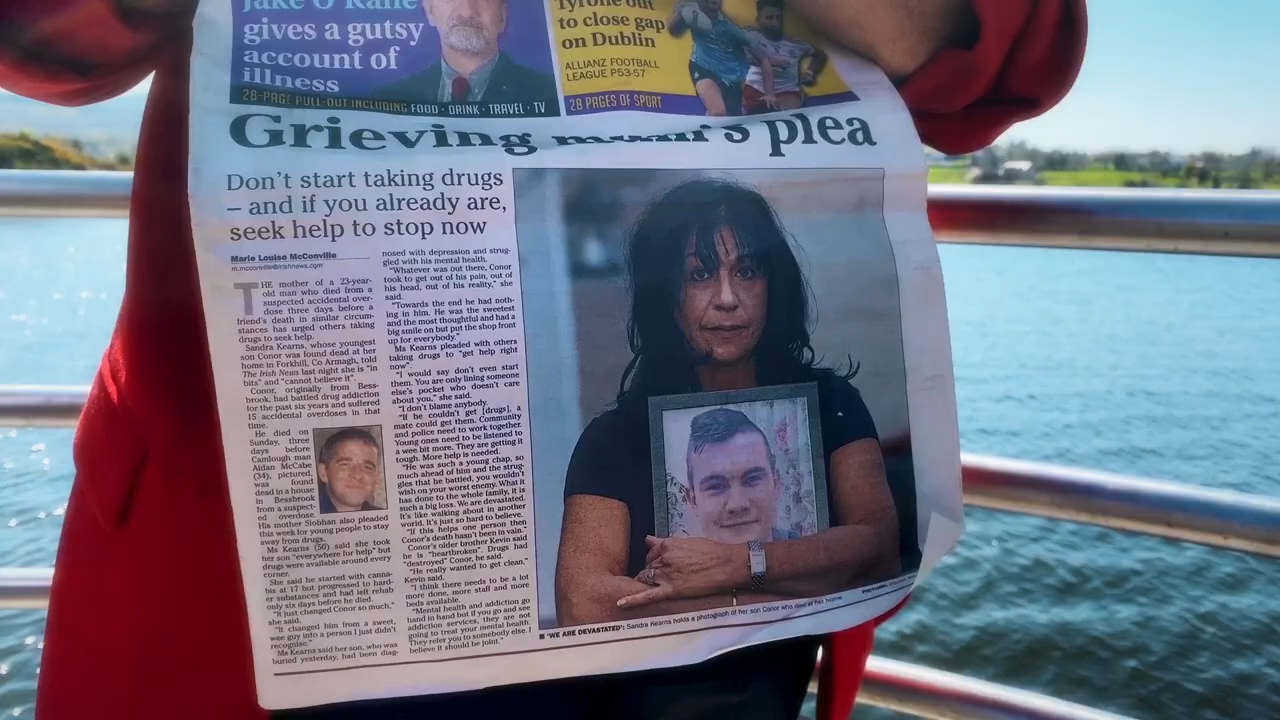 Jake O'Kane
gives a gutsy
account of
illness
28-PAGE PULL-OUT INCLUDING FOOD · DRINK · TRAVEL · TV
Tyrone out
to close gap
on Dublin
ALLIANZ FOOTBALL
LEAGUE P53-57
28 PAGES OF SPORT
Grieving mum's plea
Don't start taking drugs
– and if you already are,
seek help to stop now
Marie Louise McConville
m.mcconville@irishnews.com
THE mother of a 23-year-
old man who died from a
suspected accidental over-
dose three days before a
friend's death in similar circum-
stances has urged others taking
drugs to seek help.
Sandra Kearns, whose youngest
son Conor was found dead at her
home in Forkhill, Co Armagh, told
The Irish News last night she is "in
bits" and "cannot believe it".
Conor, originally from Bess-
brook, had battled drug addiction
for the past six years and suffered
15 accidental overdoses in that
time.
He died on
Sunday, three
days before
Camlough man
Aidan McCabe
(34), pictured,
was found
dead in a house
in Bessbrook
from a suspect-
ed overdose.
His mother Siobhan also pleaded
this week for young people to stay
away from drugs.
Ms Kearns (50) said she took
her son "everywhere for help" but
drugs were available around every
corner.
She said he started with canna-
bis at 17 but progressed to hard-
er substances and had left rehab
only six days before he died.
"It just changed Conor so much,"
she said.
"It changed him from a sweet,
wee guy into a person I just didn't
recognise."
Ms Kearns said her son, who was
buried yesterday, had been diag-
nosed with depression and strug-
gled with his mental health.
"Whatever was out there, Conor
took to get out of his pain, out of
his head, out of his reality," she
said.
"Towards the end he had noth-
ing in him. He was the sweetest
and the most thoughtful and had a
big smile on but put the shop front
up for everybody."
Ms Kearns pleaded with others
taking drugs to "get help right
now".
"I would say don't even start
them. You are only lining someone
else's pocket who doesn't care
about you," she said.
"I don't blame anybody.
"If he couldn't get [drugs], a
mate could get them. Community
and police need to work together.
Young ones need to be listened to
a wee bit more. They are getting it
tough. More help is needed.
"He was such a young chap, so
much ahead of him and the strug-
gles that he battled, you wouldn't
wish on your worst enemy. What it
has done to the whole family, it is
such a big loss. We are devastated.
It's like walking about in another
world. It's just so hard to believe.
"If this helps one person then
Conor's death hasn't been in vain."
Conor's older brother Kevin said
he is "heartbroken". Drugs had
"destroyed" Conor, he said.
"He really wanted to get clean,"
Kevin said.
"I think there needs to be a lot
more done, more staff and more
beds available.
"Mental health and addiction go
hand in hand but if you go and see
addiction services, they are not
going to treat your mental health.
They refer you to somebody else. I
believe it should be joint."
■ 'WE ARE DEVASTATED': Sandra Kearns holds a photograph of her son Conor who died at his home